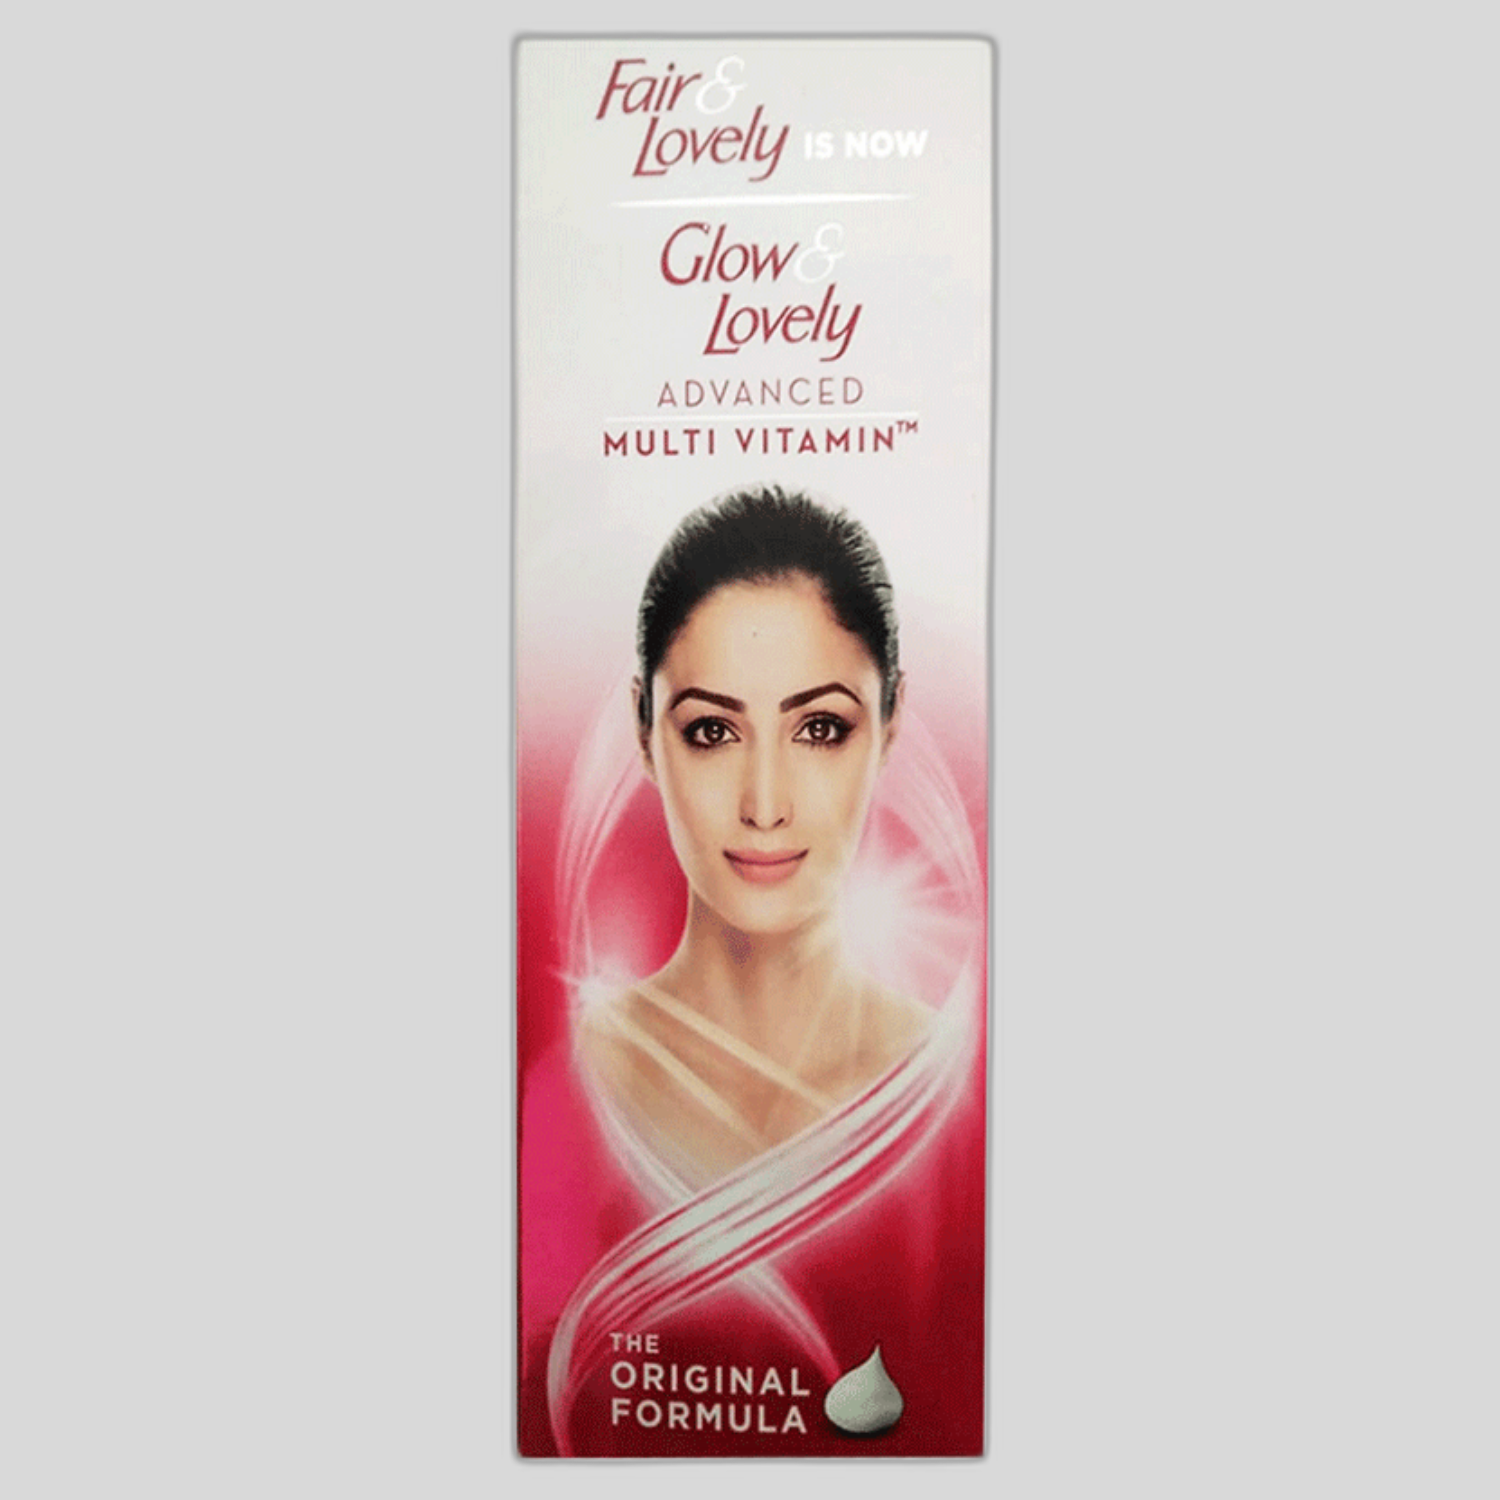 Fair &
Lovely IS NOW
Glow &
Lovely
ADVANCED
MULTI VITAMIN™
THE
ORIGINAL
FORMULA